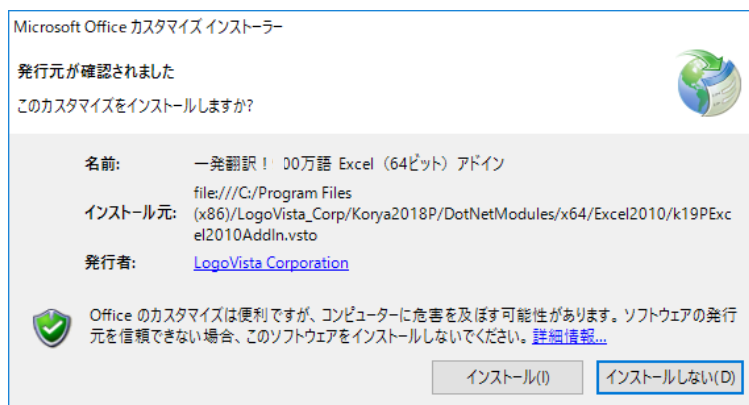 Microsoft Office カスタマイズ インストーラー
発行元が確認されました
このカスタマイズをインストールしますか?
名前: 一発翻訳! 00万語 Excel（64ビット）アドイン
インストール元: file:///C:/Program Files
(x86)/LogoVista_Corp/Korya2018P/DotNetModules/x64/Excel2010/k19PExc
el2010AddIn.vsto
発行者: LogoVista Corporation
Office のカスタマイズは便利ですが、コンピューターに危害を及ぼす可能性があります。ソフトウェアの発行
元を信頼できない場合、このソフトウェアをインストールしないでください。詳細情報...
インストール(I) インストールしない(D)